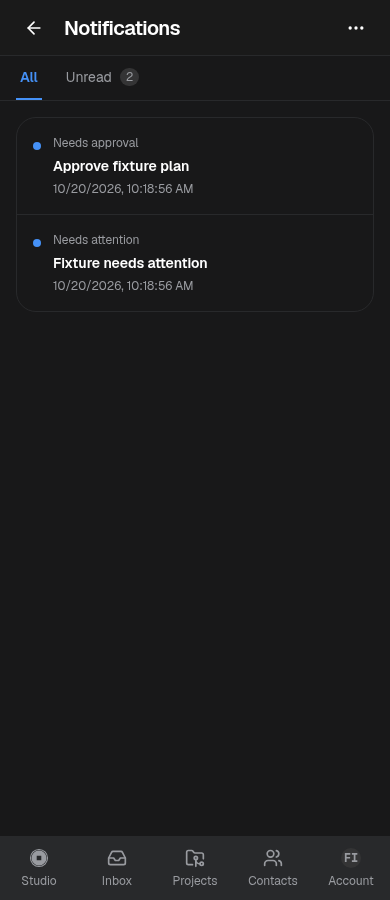 Notifications
All
Unread 2
Needs approval
Approve fixture plan
10/20/2026, 10:18:56 AM
Needs attention
Fixture needs attention
10/20/2026, 10:18:56 AM
FI
Studio
Inbox
Projects
Contacts
Account